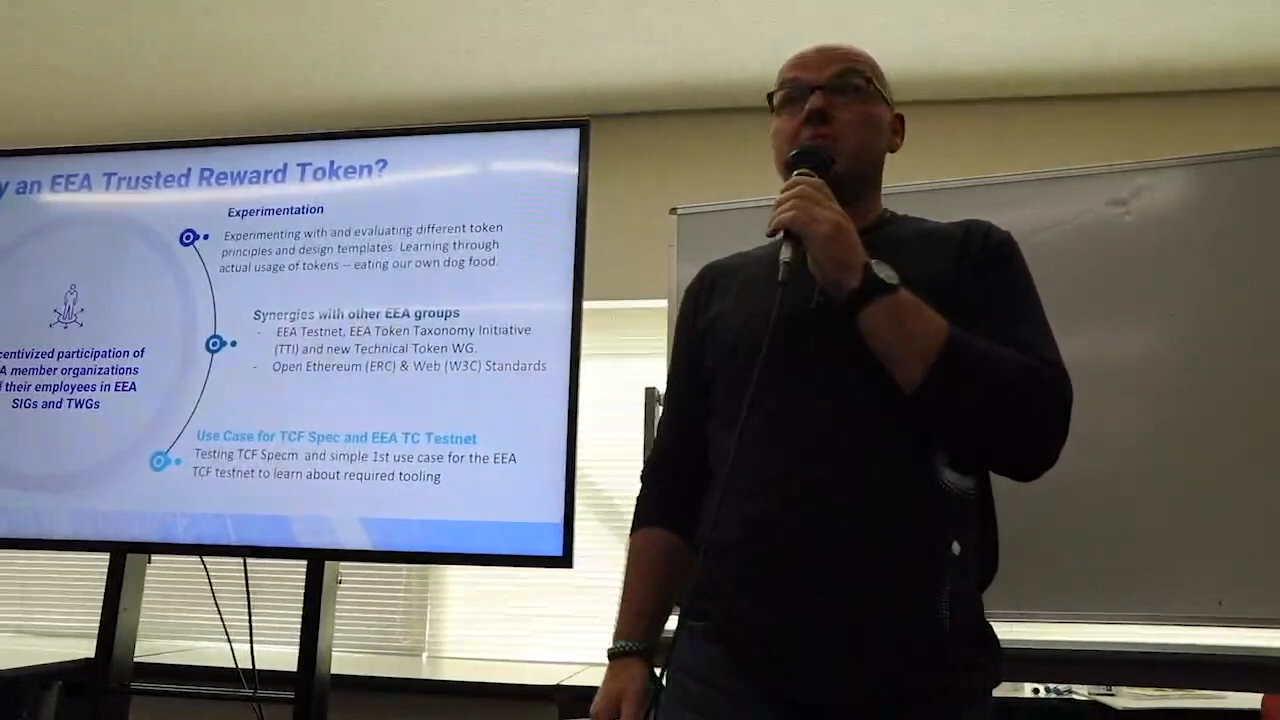 y an EEA Trusted Reward Token?
Experimentation
Experimenting with and evaluating different token
principles and design templates. Learning through
actual usage of tokens – eating our own dog food.
centivized participation of
A member organizations
their employees in EEA
SIGs and TWGs
Synergies with other EEA groups
- EEA Testnet, EEA Token Taxonomy Initiative
(TTI) and new Technical Token WG.
- Open Ethereum (ERC) & Web (W3C) Standards
Use Case for TCF Spec and EEA TC Testnet
Testing TCF Specm and simple 1st use case for the EEA
TCF testnet to learn about required tooling